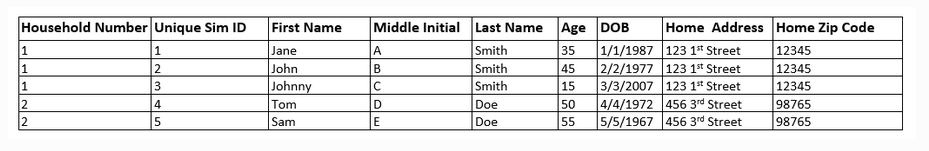 Household Number Unique Sim ID First Name Middle Initial Last Name Age DOB Home Address Home Zip Code
1 1 Jane A Smith 35 1/1/1987 123 1st Street 12345
1 2 John B Smith 45 2/2/1977 123 1st Street 12345
1 3 Johnny C Smith 15 3/3/2007 123 1st Street 12345
2 4 Tom D Doe 50 4/4/1972 456 3rd Street 98765
2 5 Sam E Doe 55 5/5/1967 456 3rd Street 98765